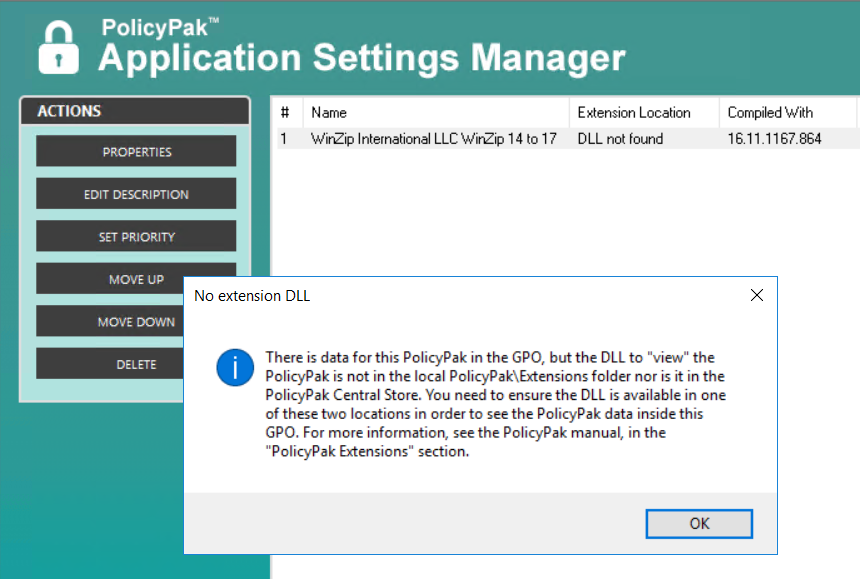 PolicyPak™
Application Settings Manager
ACTIONS
PROPERTIES
EDIT DESCRIPTION
SET PRIORITY
MOVE UP
MOVE DOWN
DELETE
# Name Extension Location Compiled With
1 WinZip International LLC WinZip 14 to 17 DLL not found 16.11.1167.864
No extension DLL
There is data for this PolicyPak in the GPO, but the DLL to "view" the
PolicyPak is not in the local PolicyPak\Extensions folder nor is it in the
PolicyPak Central Store. You need to ensure the DLL is available in one
of these two locations in order to see the PolicyPak data inside this
GPO. For more information, see the PolicyPak manual, in the
"PolicyPak Extensions" section.
OK